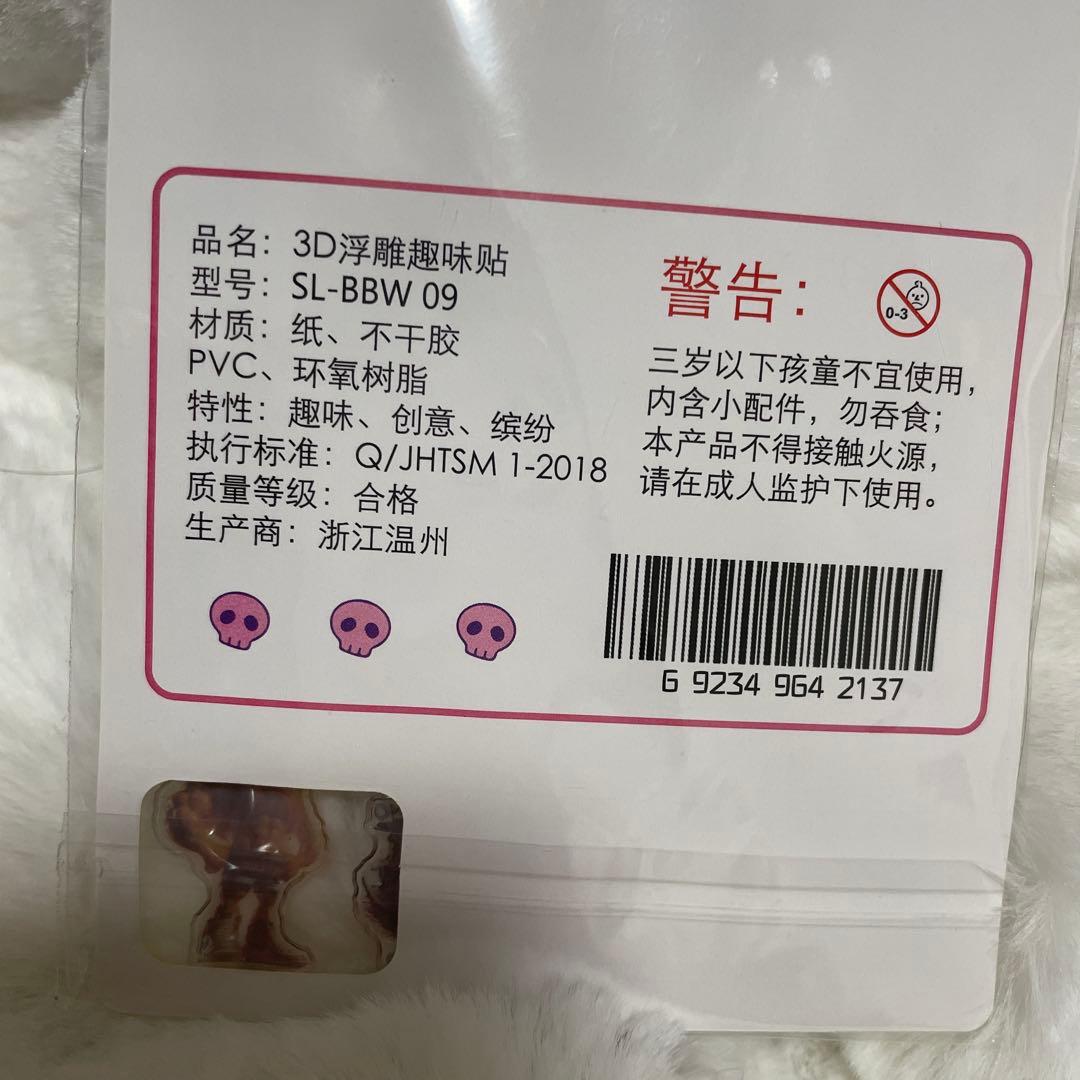 品名：3D浮雕趣味贴
型号：SL-BBW 09
材质：纸、不干胶
PVC、环氧树脂
特性：趣味、创意、缤纷
执行标准：Q/JHTSM 1-2018
质量等级：合格
生产商：浙江温州
警告：
0-3
三岁以下孩童不宜使用，
内含小配件，勿吞食；
本产品不得接触火源，
请在成人监护下使用。
6 9234 964 2137